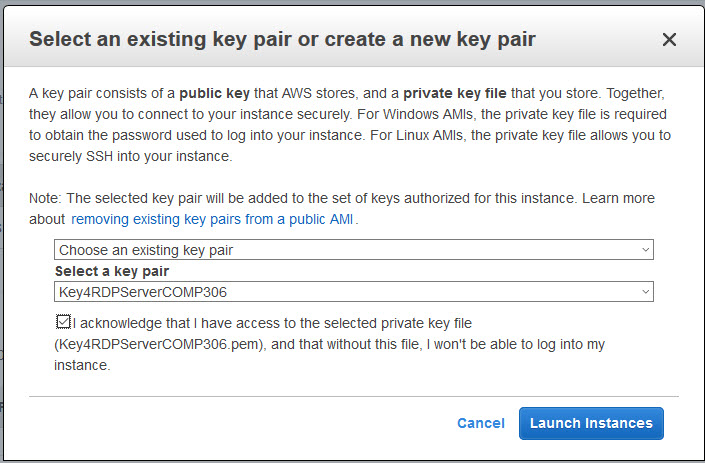 Select an existing key pair or create a new key pair
A key pair consists of a public key that AWS stores, and a private key file that you store. Together,
they allow you to connect to your instance securely. For Windows AMIs, the private key file is required
to obtain the password used to log into your instance. For Linux AMIs, the private key file allows you to
securely SSH into your instance.
Note: The selected key pair will be added to the set of keys authorized for this instance. Learn more
about removing existing key pairs from a public AMI .
Choose an existing key pair
Select a key pair
Key4RDPServerCOMP306
I acknowledge that I have access to the selected private key file
(Key4RDPServerCOMP306.pem), and that without this file, I won't be able to log into my
instance.
Cancel Launch Instances